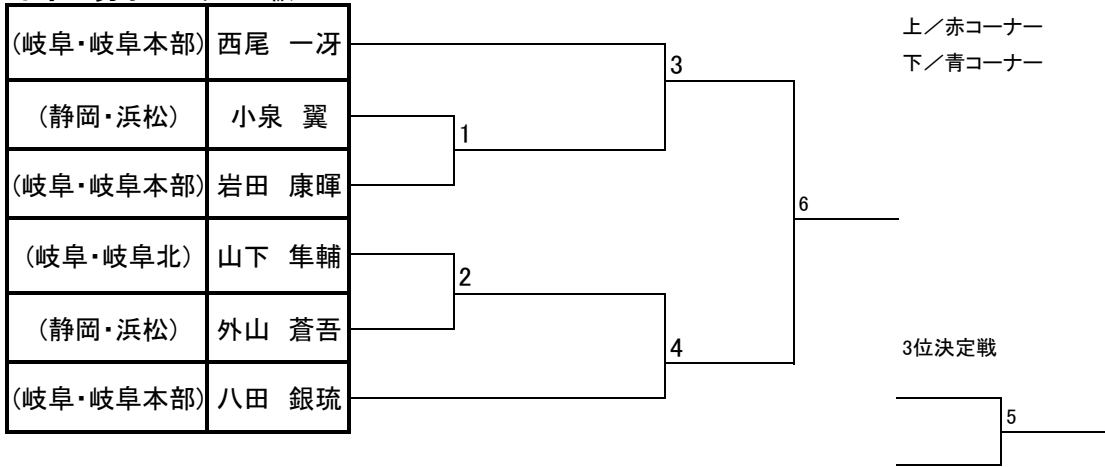 (岐阜・岐阜本部) 西尾　一冴
(静岡・浜松) 小泉　翼
(岐阜・岐阜本部) 岩田　康暉
(岐阜・岐阜北) 山下　隼輔
(静岡・浜松) 外山　蒼吾
(岐阜・岐阜本部) 八田　銀琉
1
2
3
4
6
上／赤コーナー
下／青コーナー
3位決定戦
5